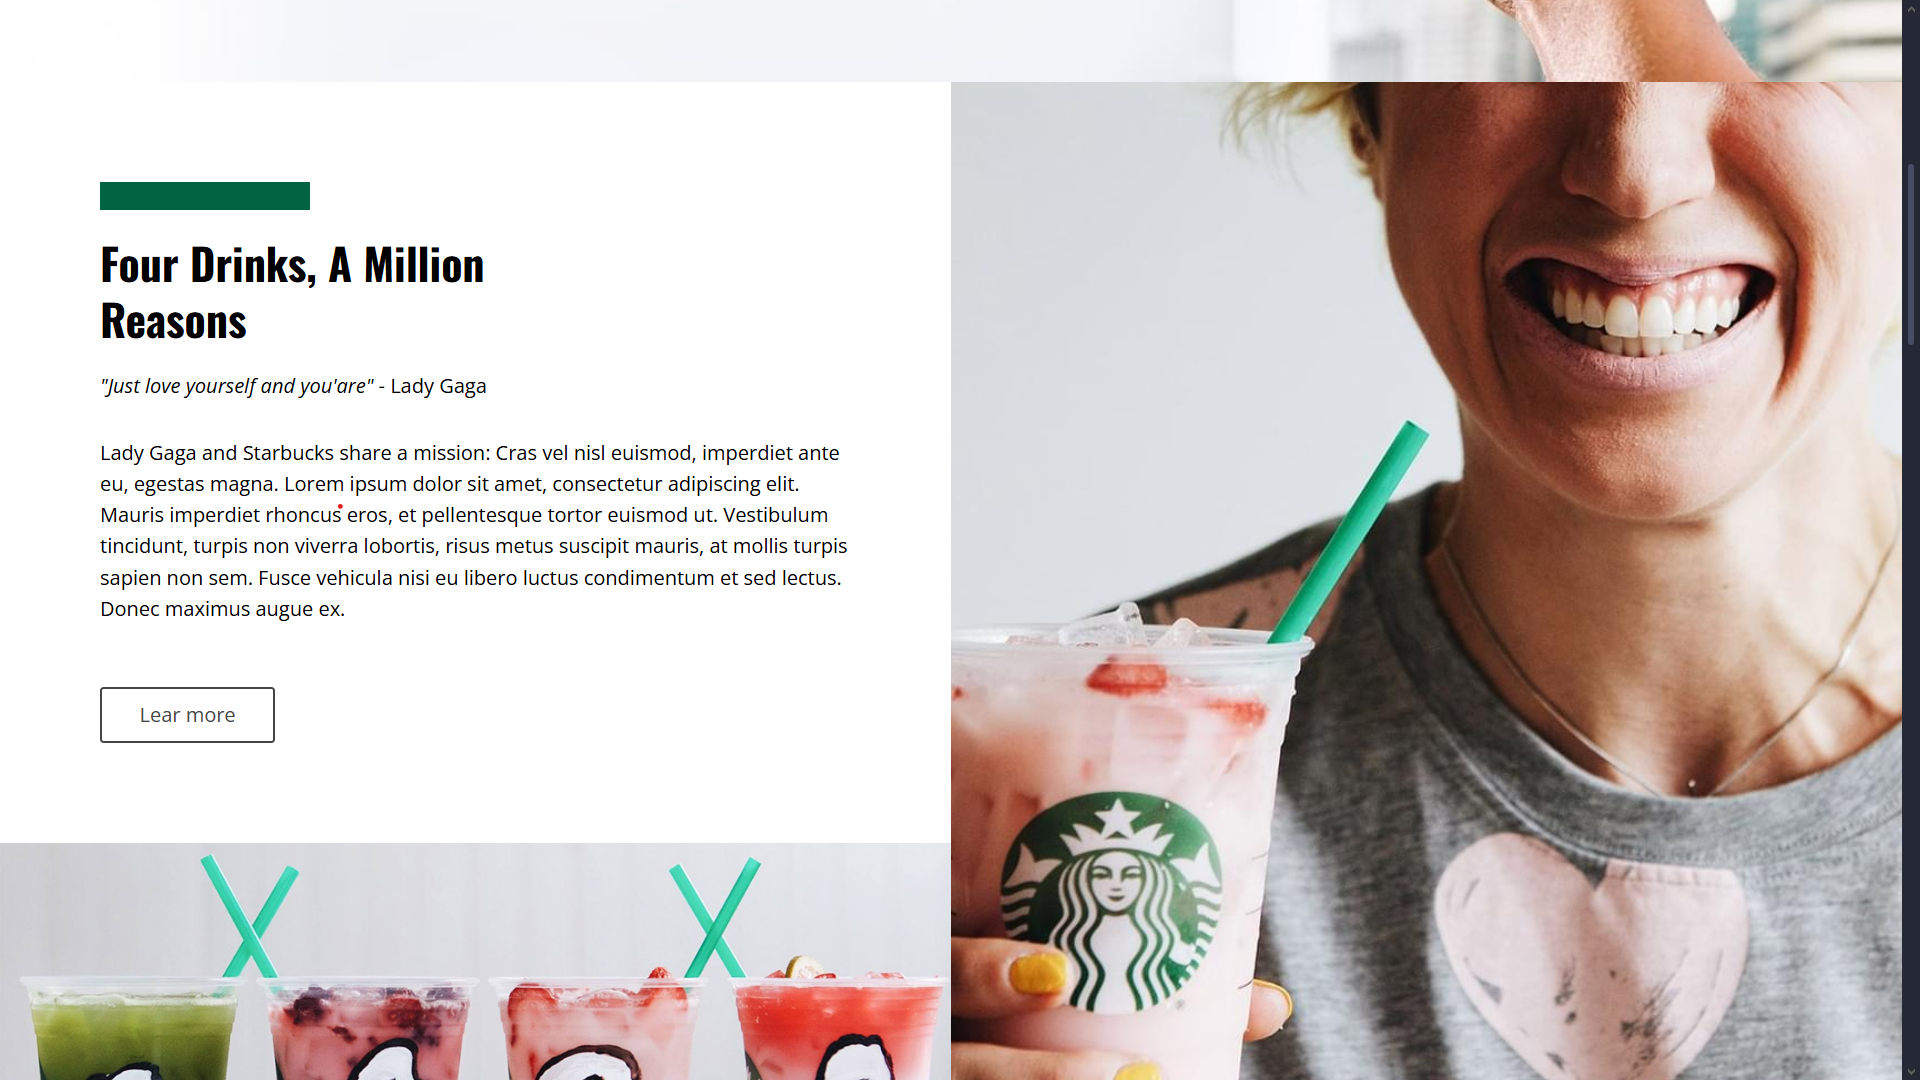 Four Drinks, A Million
Reasons
"Just love yourself and you'are" - Lady Gaga
Lady Gaga and Starbucks share a mission: Cras vel nisl euismod, imperdiet ante
eu, egestas magna. Lorem ipsum dolor sit amet, consectetur adipiscing elit.
Mauris imperdiet rhoncus eros, et pellentesque tortor euismod ut. Vestibulum
tincidunt, turpis non viverra lobortis, risus metus suscipit mauris, at mollis turpis
sapien non sem. Fusce vehicula nisi eu libero luctus condimentum et sed lectus.
Donec maximus augue ex.
Lear more